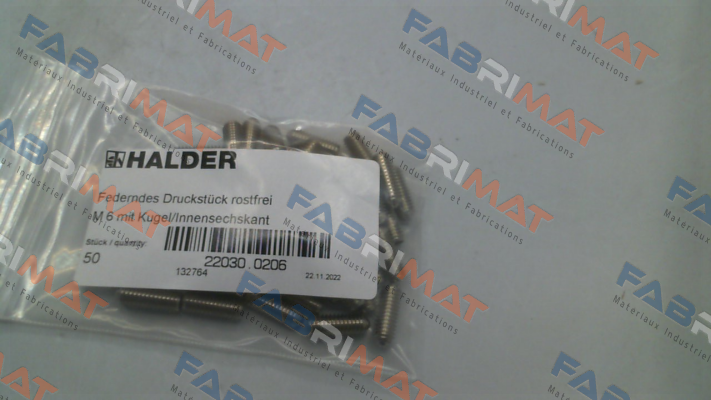 HALDER
Federndes Druckstück rostfrei
M 6 mit Kugel/Innensechskant
Stück / quantity
50
22030 .0206
132764
22.11.2022
FABRIMAT
Materiaux Industriel et Fabrications